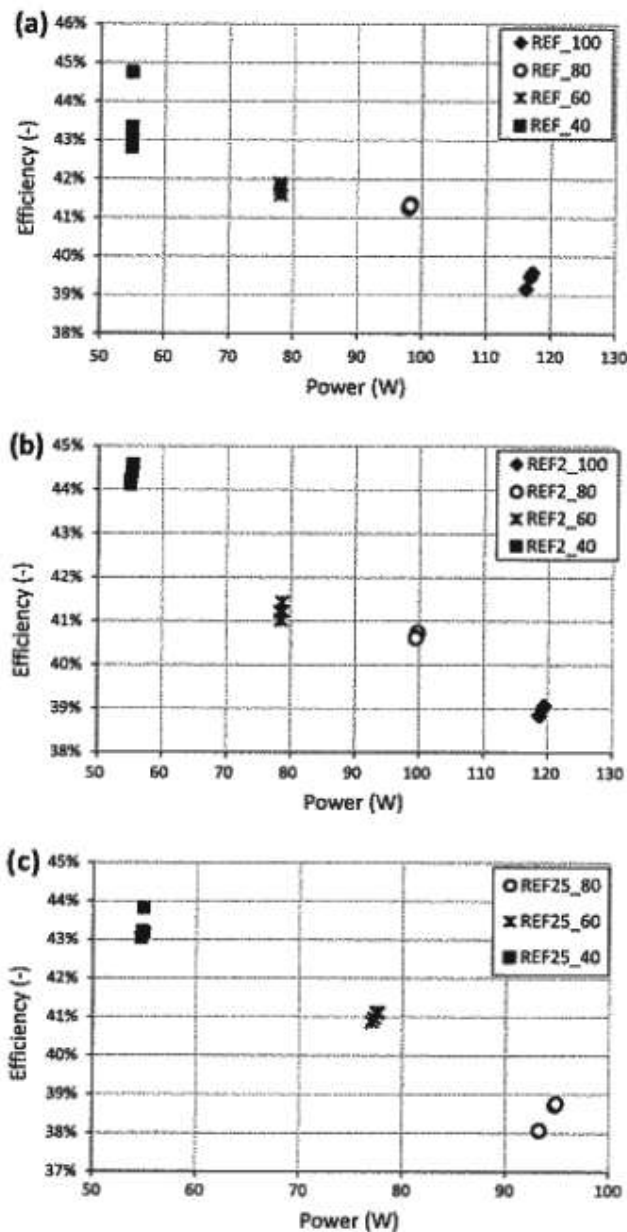 (a)
46%
45%
44%
43%
42%
41%
40%
39%
38%
Efficiency (-)
REF_100
REF_80
REF_60
REF_40
50 60 70 80 90 100 110 120 130
Power (W)
(b)
45%
44%
43%
42%
41%
40%
39%
38%
Efficiency (-)
REF2_100
REF2_80
REF2_60
REF2_40
50 60 70 80 90 100 110 120 130
Power (W)
(c)
45%
44%
43%
42%
41%
40%
39%
38%
37%
Efficiency (-)
REF25_80
REF25_60
REF25_40
50 60 70 80 90 100
Power (W)